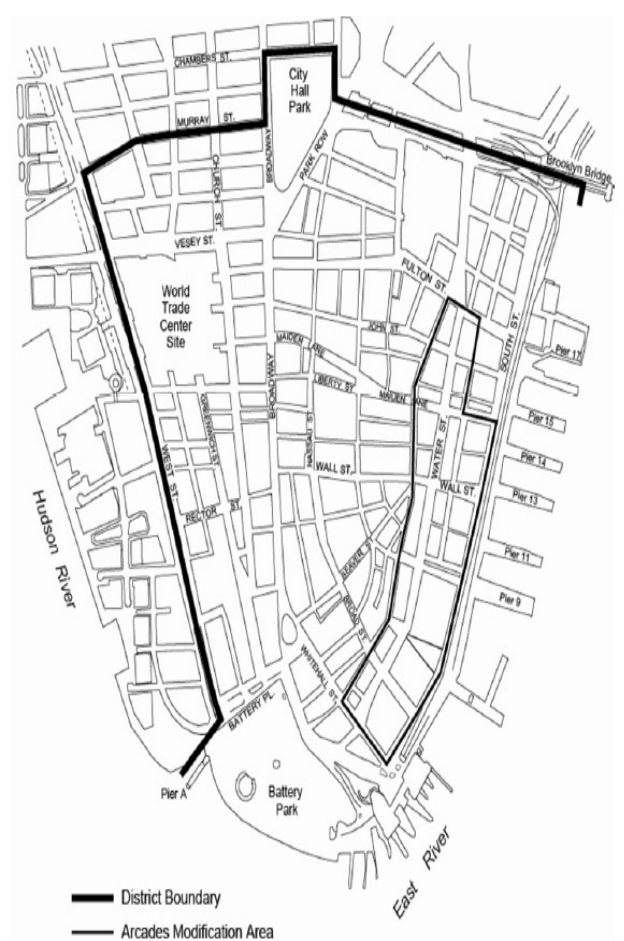 CHAMBERS ST.
City
Hall
Park
MURRAY ST.
BROADWAY
PARK ROW
Brooklyn Bridge
CHURCH ST.
VESEY ST.
FULTON ST.
World
Trade
Center
Site
JOHN ST.
SOUTH ST.
MAIDEN LANE
Pier 17
BROADWAY
LIBERTY ST.
MAIDEN LANE
GREENWICH ST.
NASSAU ST.
Pier 15
WATER ST.
WEST ST.
WALL ST.
Pier 14
WALL ST.
Pier 13
RECTOR ST.
Hudson River
BEAVER ST.
Pier 11
BROAD ST.
Pier 9
WHITEHALL ST.
BATTERY PL.
Pier A
Battery
Park
East River
District Boundary
Arcades Modification Area